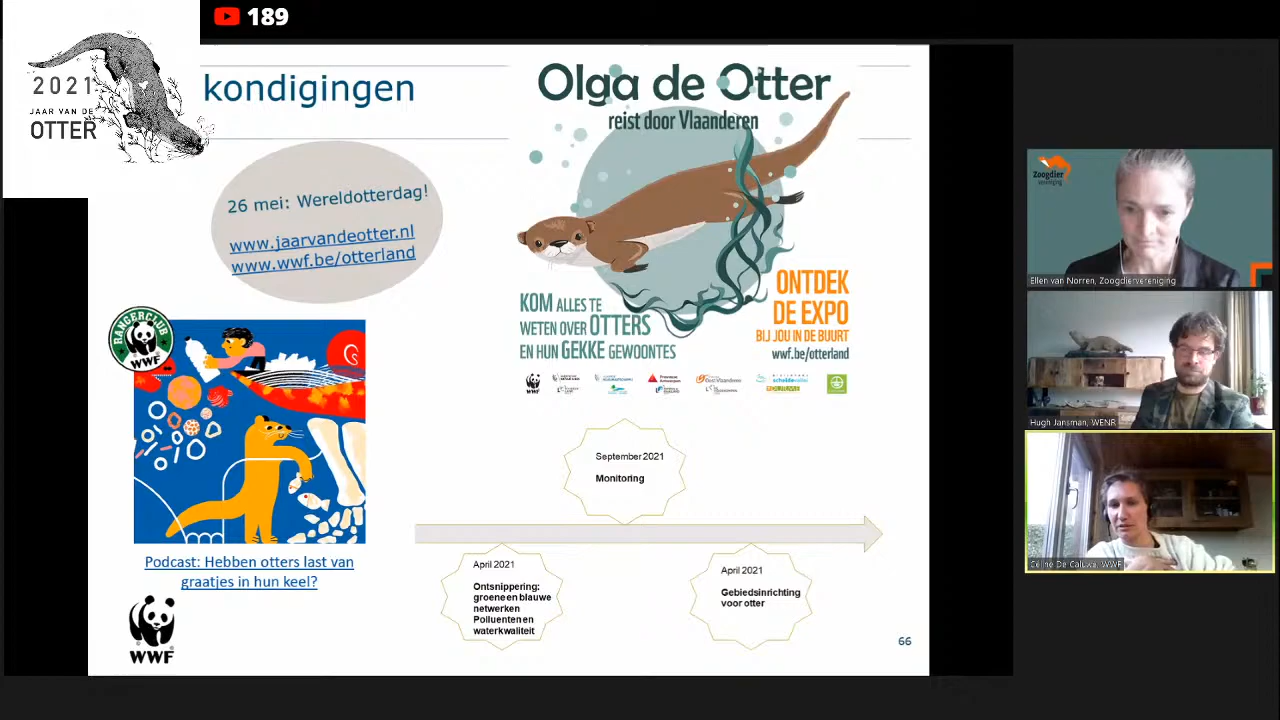 189
2021
JAAR VAN DE
OTTER
kondigingen
26 mei: Wereldotterdag!
www.jaarvandeotter.nl
www.wwf.be/otterland
Olga de Otter
reist door Vlaanderen
KOM ALLES TE
WETEN OVER OTTERS
EN HUN GEKKE GEWOONTES
ONTDEK
DE EXPO
BIJ JOU IN DE BUURT
wwf.be/otterland
RANGERCLUB
WWF
Podcast: Hebben otters last van
graatjes in hun keel?
WWF
September 2021
Monitoring
April 2021
Ontsnippering:
groene en blauwe
netwerken
Polluenten en
waterkwaliteit
April 2021
Gebiedsinrichting
voor otter
66
Zoogdier
vereniging
Ellen van Norren, Zoogdiervereniging
Hugh Jansman, WENR
Céline De Caluwé, WWF